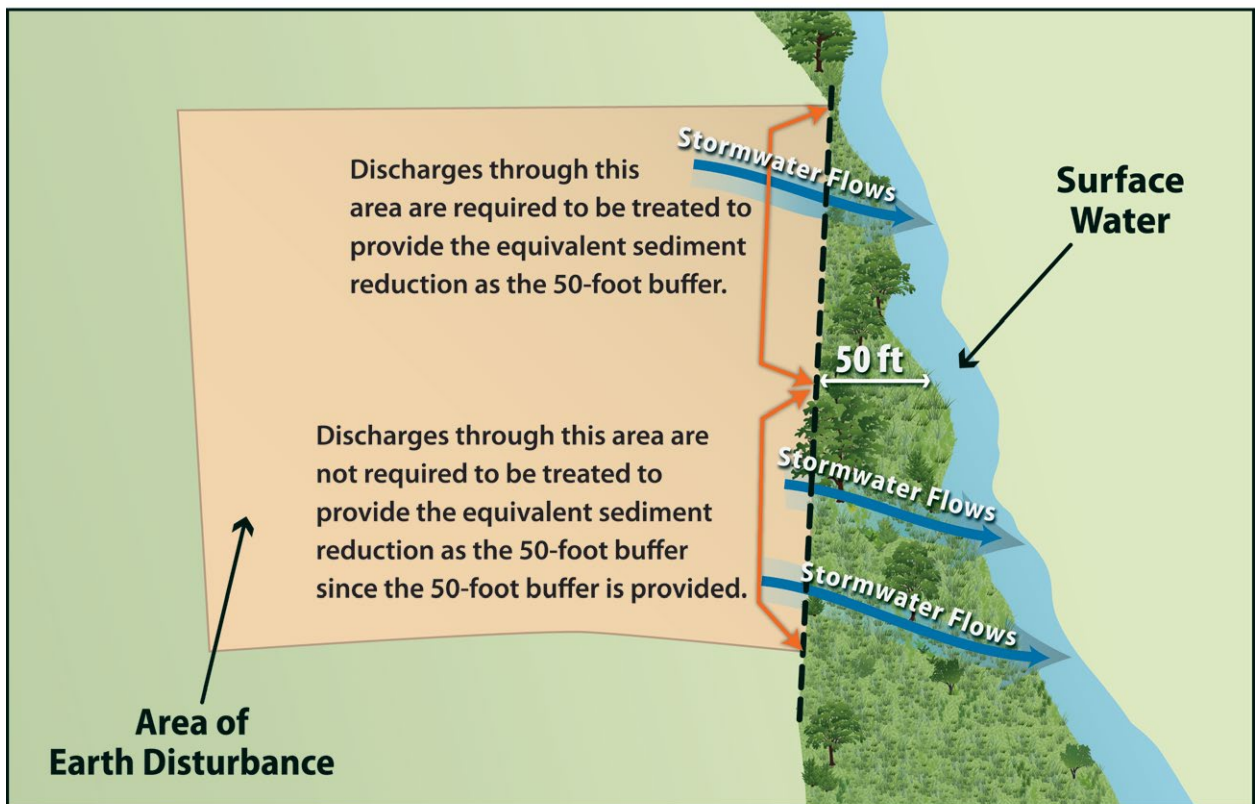 Stormwater Flows
Discharges through this
area are required to be treated to
provide the equivalent sediment
reduction as the 50-foot buffer.
Surface
Water
50 ft
Discharges through this area are
not required to be treated to
provide the equivalent sediment
reduction as the 50-foot buffer
since the 50-foot buffer is provided.
Stormwater Flows
Stormwater Flows
Area of
Earth Disturbance